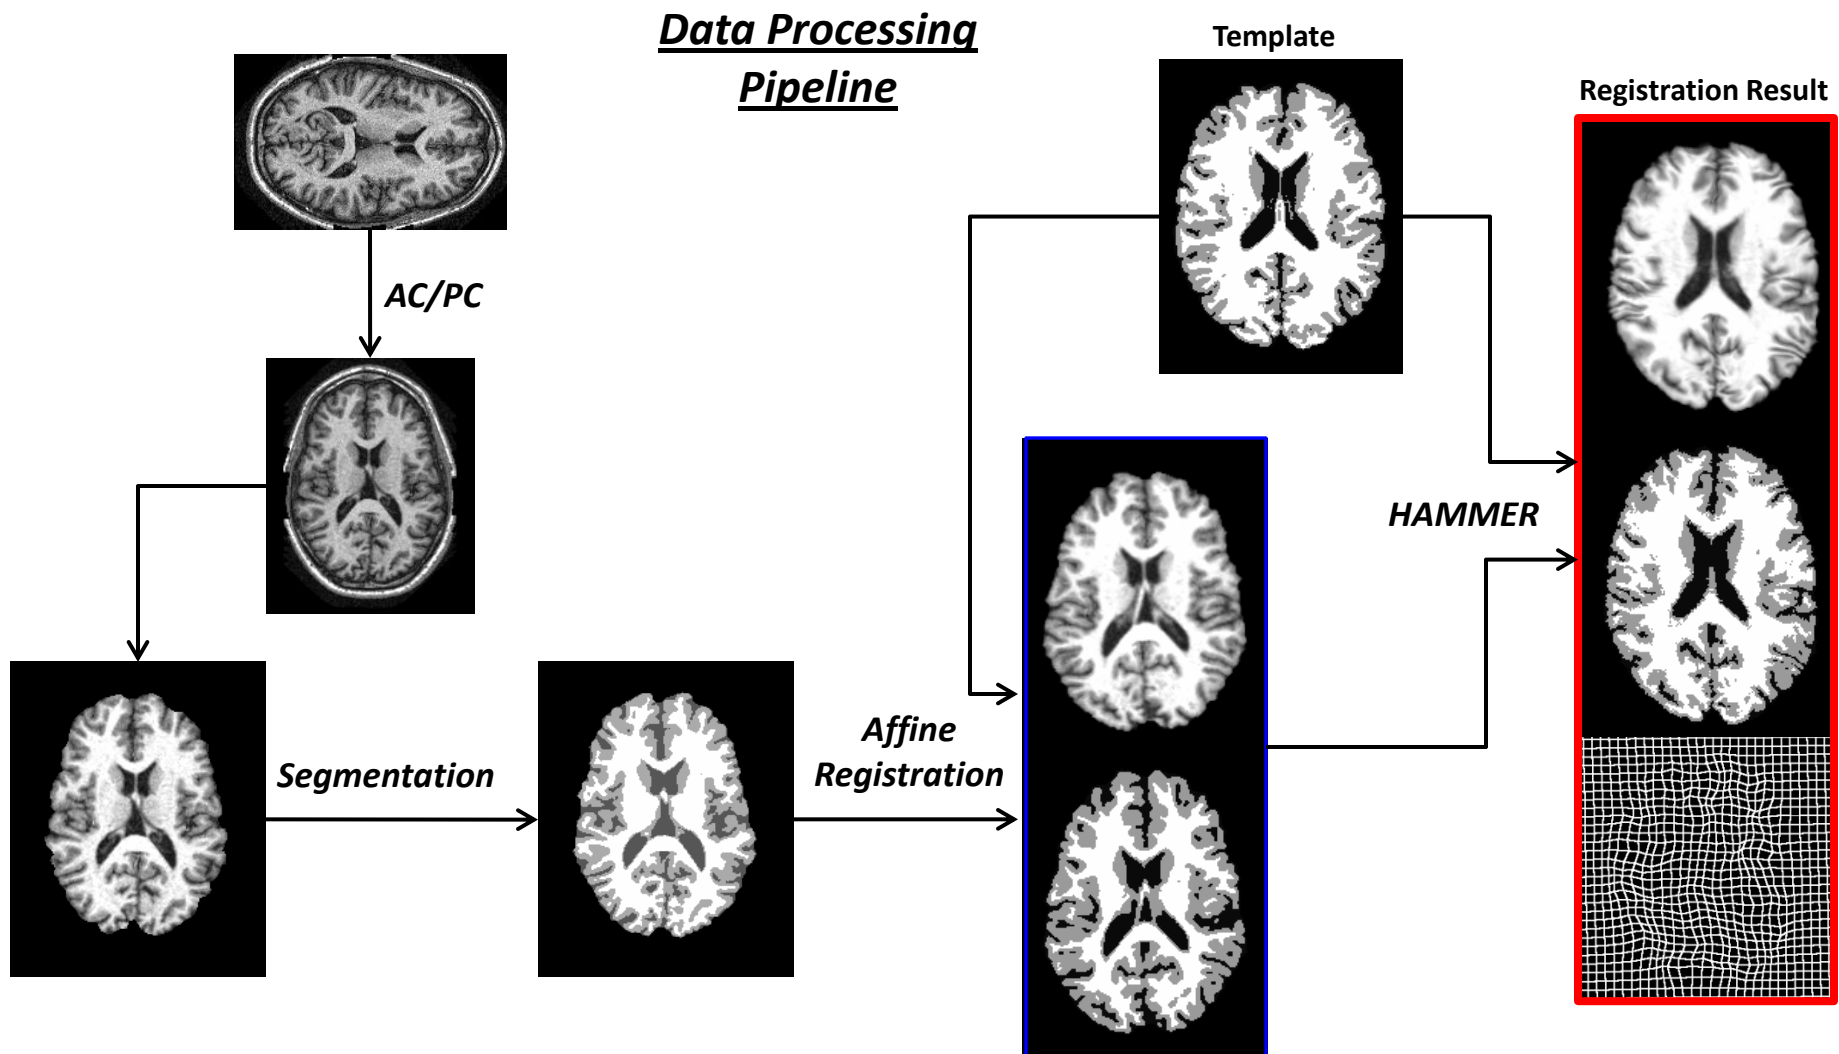 Data Processing
Pipeline
Template
Registration Result
AC/PC
HAMMER
Segmentation
Affine
Registration